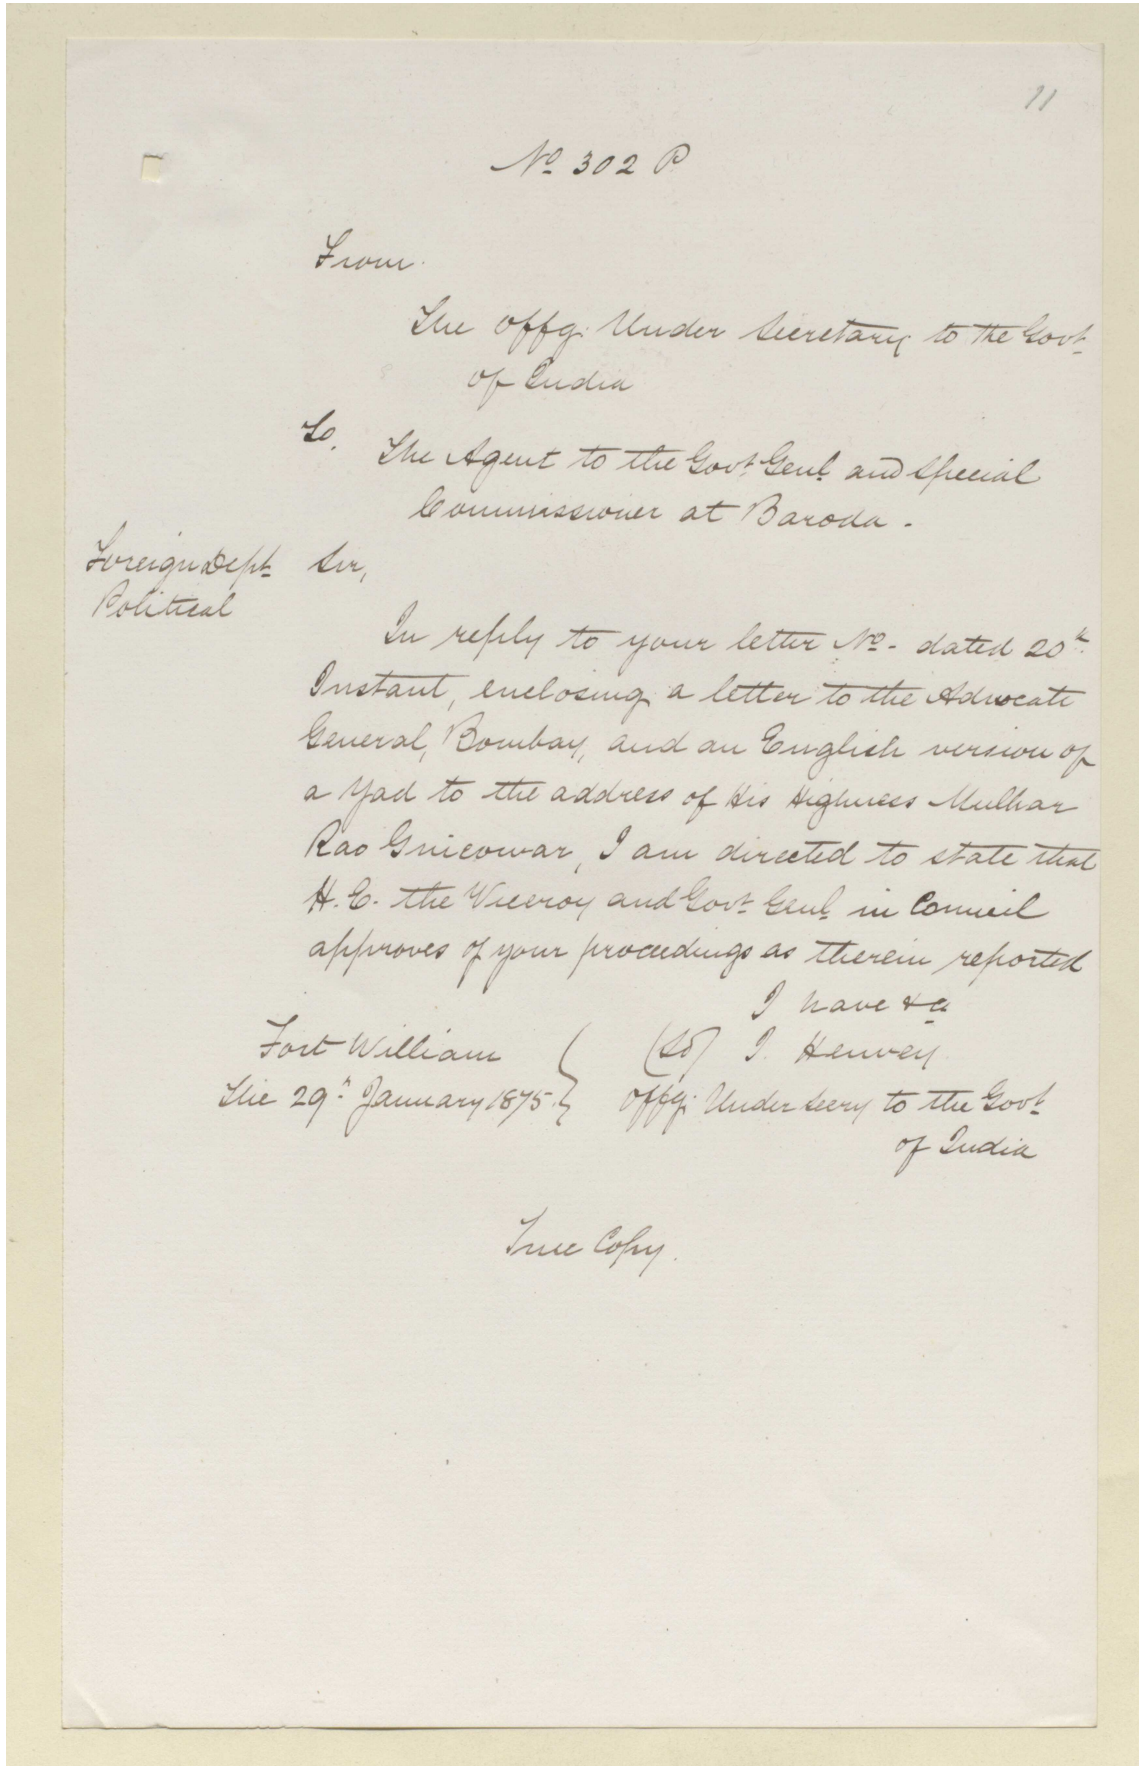 11
No. 302 P
From.
The Offg. Under Secretary to the Govt.
of India
To,
The Agent to the Govt. Genl. and Special
Commissioner at Baroda.
Foreign Dept.
Political
Sir,
In reply to your letter No. - dated 20th
Instant, enclosing a letter to the Advocate
General, Bombay, and an English version of
a Yad to the address of His Highness Mulhar
Rao Guicowar, I am directed to state that
H. E. the Viceroy and Govt. Genl. in Council
approves of your proceedings as therein reported
I have &ca
Fort William
The 29th January 1875.
(Sd) I. Henvey.
Offg. Under Secry to the Govt.
of India
True Copy.